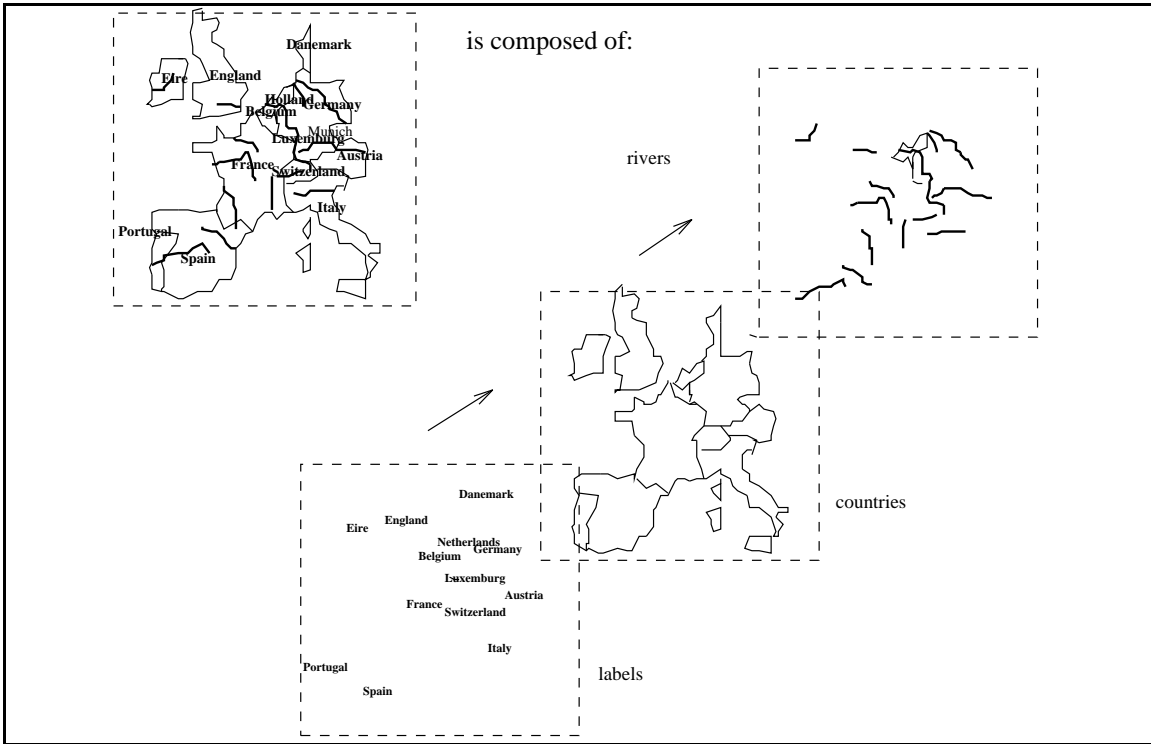 is composed of:
Danemark
Eire
England
Holland
Germany
Belgium
Munich
Luxemburg
Austria
France
Switzerland
Italy
Portugal
Spain
rivers
countries
Danemark
England
Eire
Netherlands
Germany
Belgium
Luxemburg
Austria
France
Switzerland
Italy
Portugal
labels
Spain